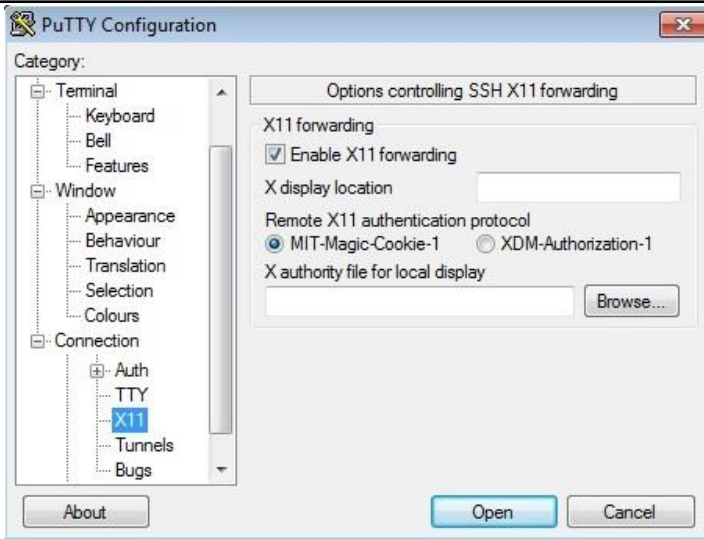 PuTTY Configuration
Category:
Terminal
Keyboard
Bell
Features
Window
Appearance
Behaviour
Translation
Selection
Colours
Connection
Auth
TTY
X11
Tunnels
Bugs
Options controlling SSH X11 forwarding
X11 forwarding
Enable X11 forwarding
X display location
Remote X11 authentication protocol
MIT-Magic-Cookie-1 XDM-Authorization-1
X authority file for local display
Browse...
About Open Cancel